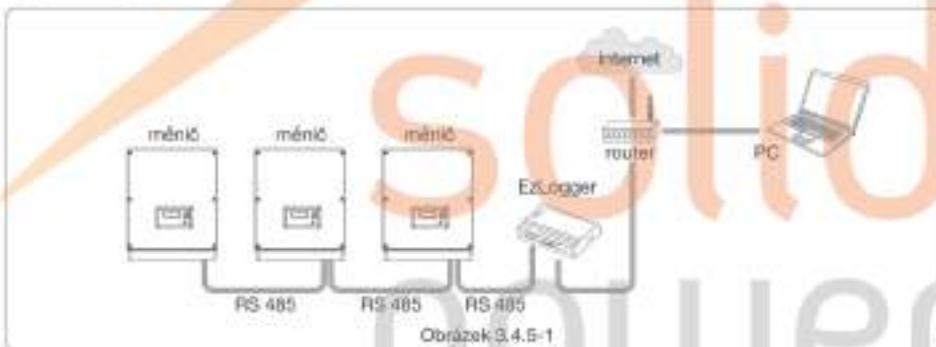 Internet
měnič měnič měnič
router PC
EzLogger
RS 485 RS 485 RS 485
Obrázek 3.4.5-1
solid
power